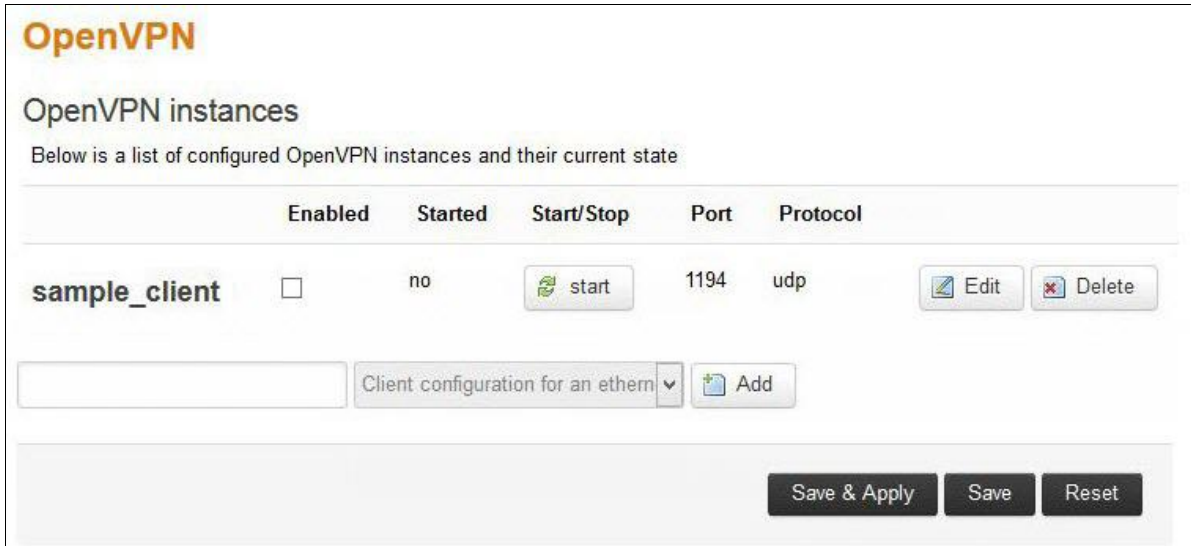 OpenVPN
OpenVPN instances
Below is a list of configured OpenVPN instances and their current state
Enabled Started Start/Stop Port Protocol
sample_client no start 1194 udp Edit Delete
Client configuration for an ethern Add
Save & Apply Save Reset